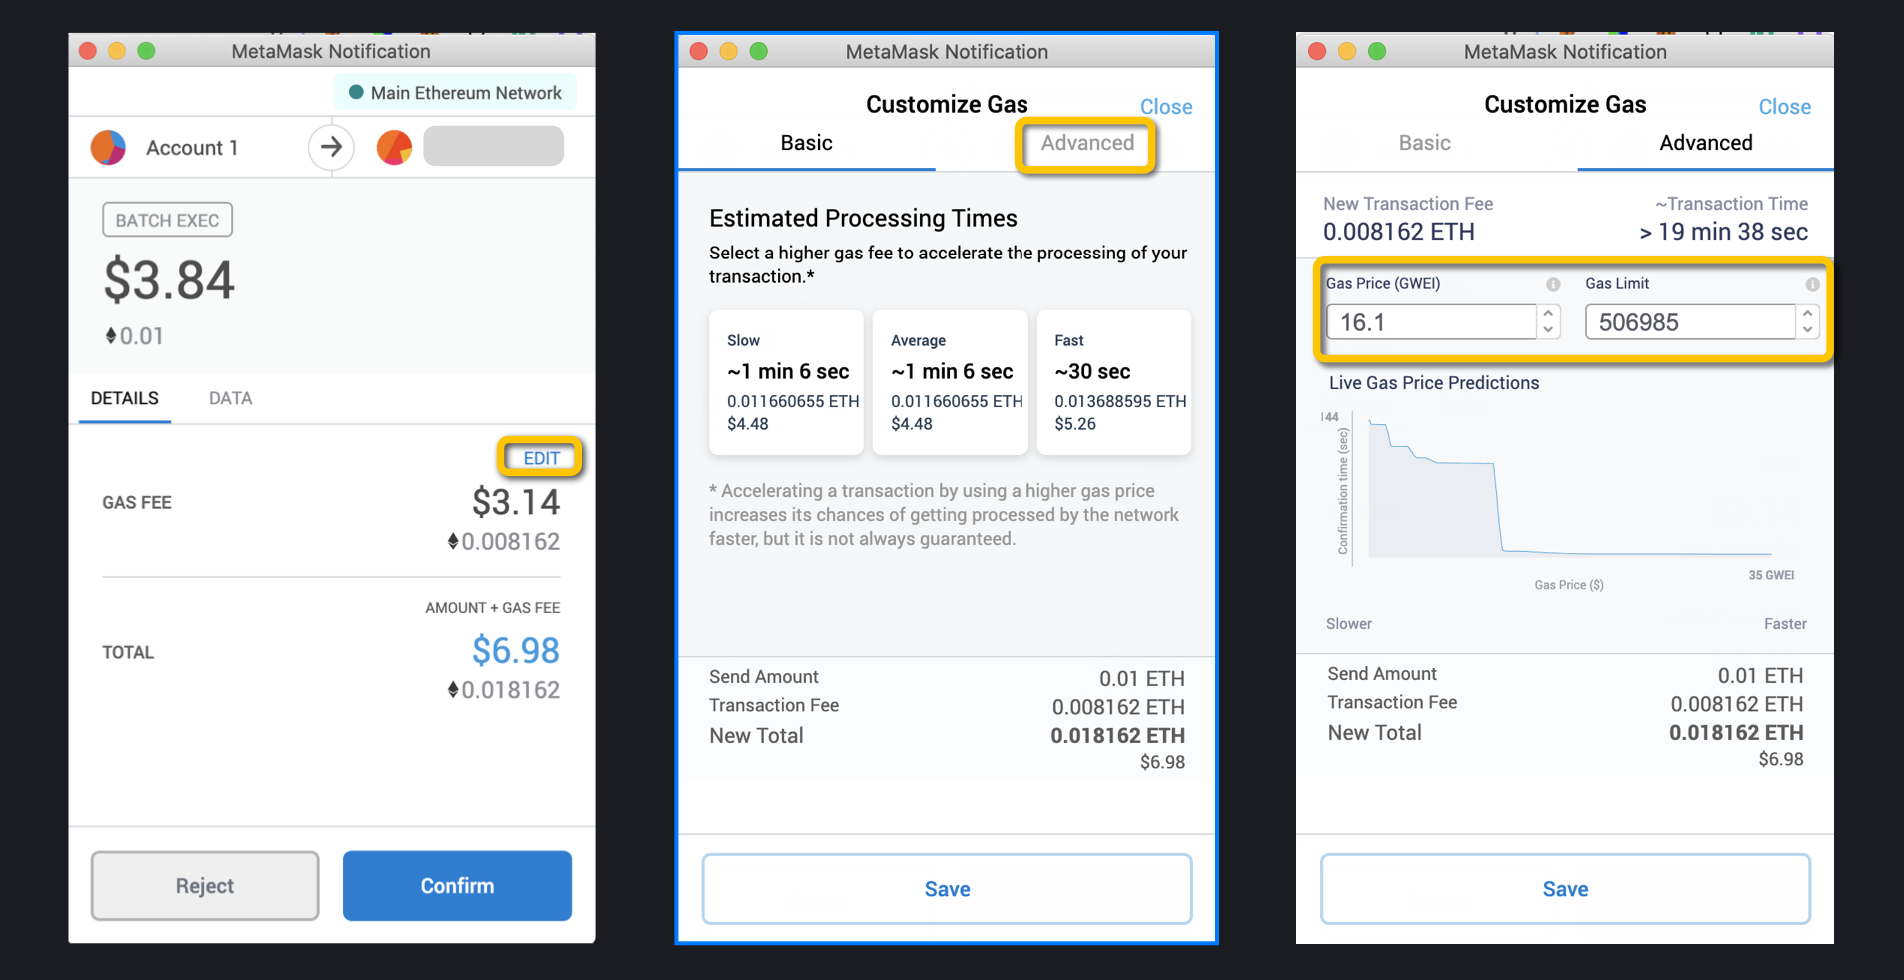 MetaMask Notification
Main Ethereum Network
Account 1
BATCH EXEC
$3.84
0.01
DETAILS
DATA
EDIT
GAS FEE
$3.14
0.008162
AMOUNT + GAS FEE
TOTAL
$6.98
0.018162
Reject
Confirm
MetaMask Notification
Customize Gas
Close
Basic
Advanced
Estimated Processing Times
Select a higher gas fee to accelerate the processing of your
transaction.*
Slow
~1 min 6 sec
0.011660655 ETH
$4.48
Average
~1 min 6 sec
0.011660655 ETH
$4.48
Fast
~30 sec
0.013688595 ETH
$5.26
* Accelerating a transaction by using a higher gas price
increases its chances of getting processed by the network
faster, but it is not always guaranteed.
Send Amount
0.01 ETH
Transaction Fee
0.008162 ETH
New Total
0.018162 ETH
$6.98
Save
MetaMask Notification
Customize Gas
Close
Basic
Advanced
New Transaction Fee
~Transaction Time
0.008162 ETH
> 19 min 38 sec
Gas Price (GWEI)
Gas Limit
16.1
506985
Live Gas Price Predictions
144
Confirmation time (sec)
35 GWEI
Gas Price ($)
Slower
Faster
Send Amount
0.01 ETH
Transaction Fee
0.008162 ETH
New Total
0.018162 ETH
$6.98
Save